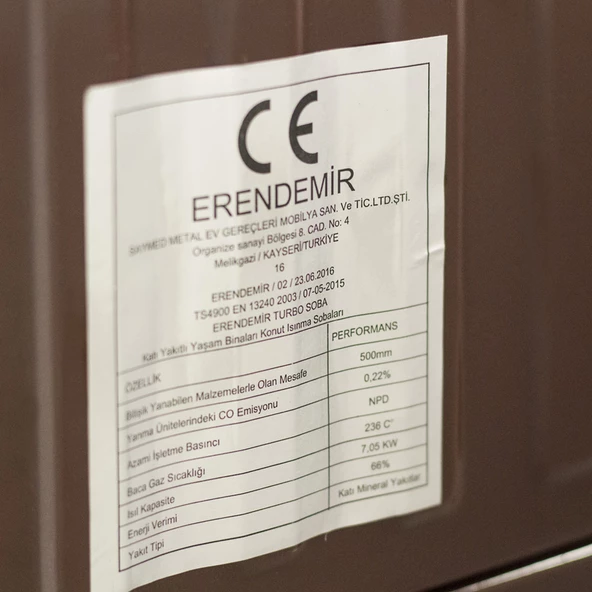 CE
ERENDEMİR
SKYMED METAL EV GEREÇLERİ MOBİLYA SAN. Ve TİC.LTD.ŞTİ.
Organize sanayi Bölgesi 8. CAD. No: 4
Melikgazi / KAYSERİ/TURKİYE
16
ERENDEMİR / 02 / 23.06.2016
TS4900 EN 13240 2003 / 07-05-2015
ERENDEMİR TURBO SOBA
Katı Yakıtlı Yaşam Binaları Konut Isınma Sobaları
ÖZELLİK PERFORMANS
Bitişik Yanabilen Malzemelerle Olan Mesafe 500mm
Yanma Ünitelerindeki CO Emisyonu 0,22%
Azami İşletme Basıncı NPD
Baca Gaz Sıcaklığı 236 C°
Isıl Kapasite 7,05 KW
Enerji Verimi 66%
Yakıt Tipi Katı Mineral Yakıtlar